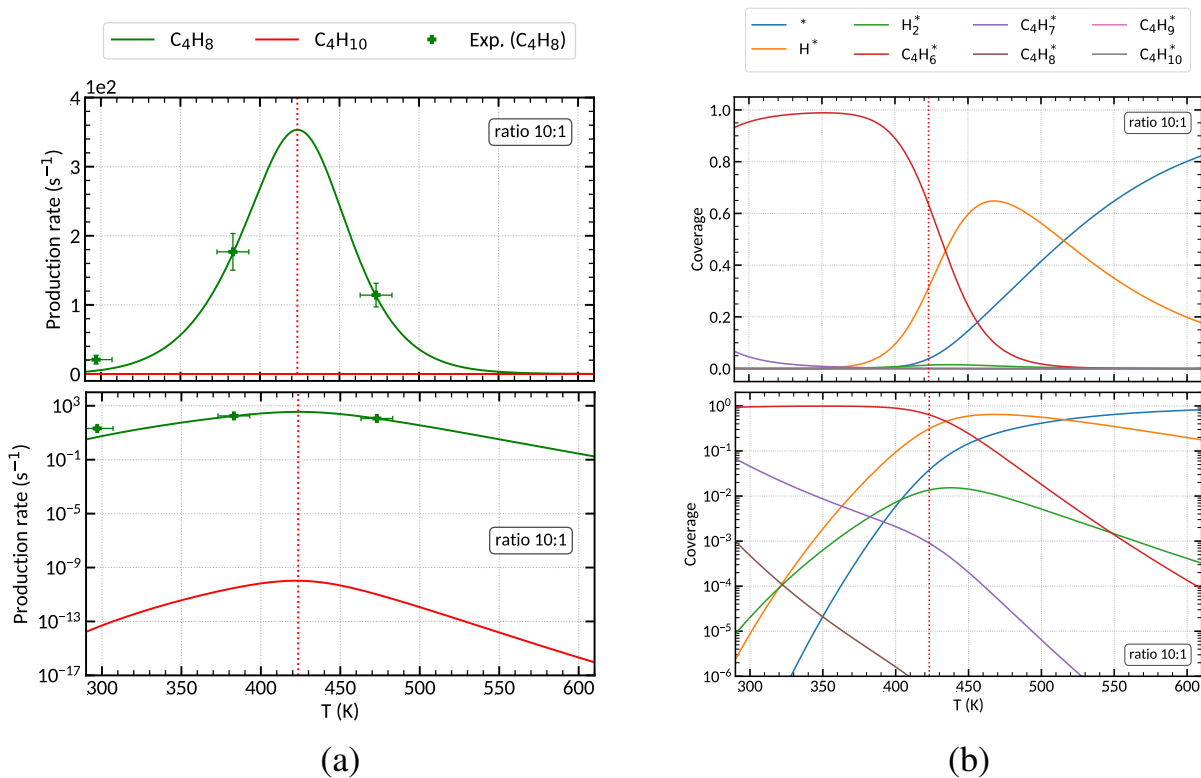 C₄H₈ C₄H₁₀ Exp. (C₄H₈)
1e2
4
3
2
1
0
Production rate (s⁻¹)
ratio 10:1
10³
10⁻¹
10⁻⁵
10⁻⁹
10⁻¹³
10⁻¹⁷
Production rate (s⁻¹)
ratio 10:1
300 350 400 450 500 550 600
T (K)
(a)
* H₂* C₄H₇* C₄H₉*
H* C₄H₆* C₄H₈* C₄H₁₀*
1.0
0.8
0.6
0.4
0.2
0.0
Coverage
ratio 10:1
10⁰
10⁻¹
10⁻²
10⁻³
10⁻⁴
10⁻⁵
10⁻⁶
Coverage
ratio 10:1
300 350 400 450 500 550 600
T (K)
(b)